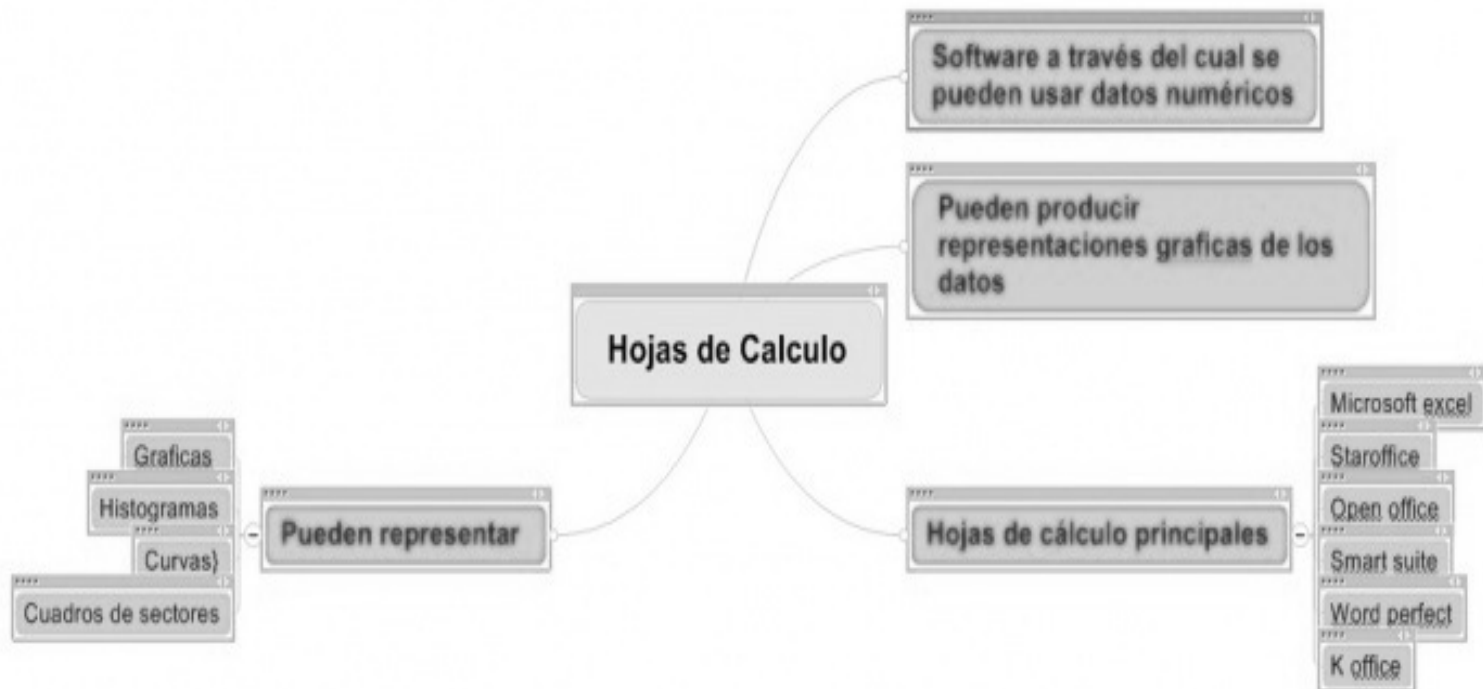 Software a través del cual se
pueden usar datos numéricos
Pueden producir
representaciones graficas de los
datos
Hojas de Calculo
Pueden representar
Graficas
Histogramas
Curvas}
Cuadros de sectores
Hojas de cálculo principales
Microsoft excel
Staroffice
Open office
Smart suite
Word perfect
K office